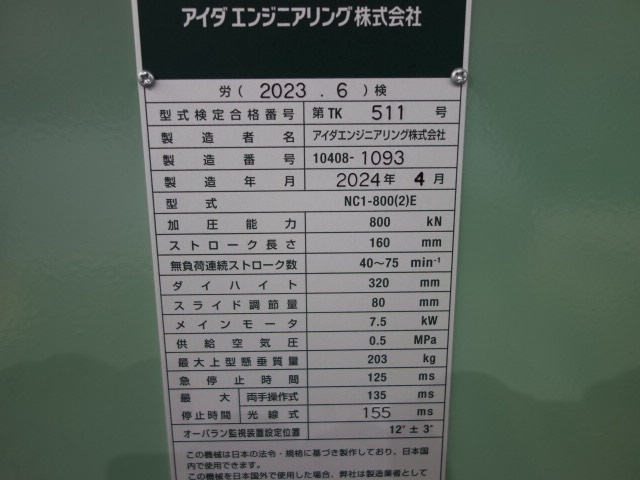 アイダエンジニアリング株式会社
労 ( 2023 . 6 ) 検
型式検定合格番号 第TK 511 号
製造者名 アイダエンジニアリング株式会社
製造番号 10408-1093
製造年月 2024年 4月
型式 NC1-800(2)E
加圧能力 800 kN
ストローク長さ 160 mm
無負荷連続ストローク数 40～75 min⁻¹
ダイハイト 320 mm
スライド調節量 80 mm
メインモータ 7.5 kW
供給空気圧 0.5 MPa
最大上型懸垂質量 203 kg
急停止時間 125 ms
最大 両手操作式 135 ms
停止時間 光線式 155 ms
オーバラン監視装置設定位置 12°± 3°
この機械は日本の法令・規格に基づき製作しており、日本国
内で使用できます。
この機械を日本国外で使用した場合、弊社は製造業者として